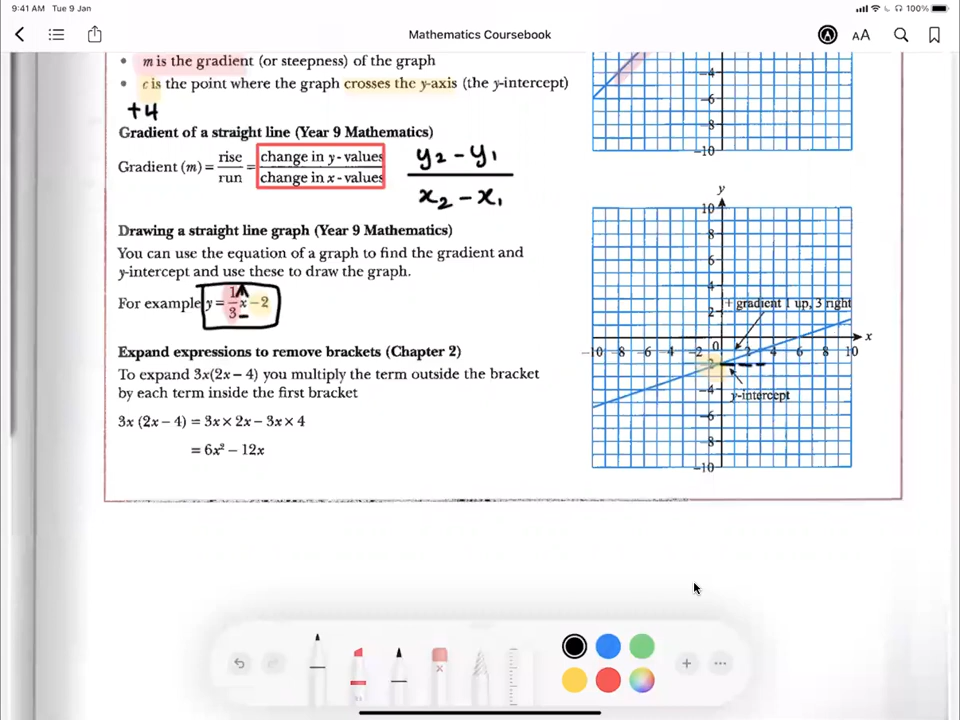 9:41 AM Tue 9 Jan
100%
Mathematics Coursebook
AA
• m is the gradient (or steepness) of the graph
• c is the point where the graph crosses the y-axis (the y-intercept)
+4
Gradient of a straight line (Year 9 Mathematics)
Gradient (m) = rise / run = change in y-values / change in x-values
y₂ - y₁
x₂ - x₁
Drawing a straight line graph (Year 9 Mathematics)
You can use the equation of a graph to find the gradient and
y-intercept and use these to draw the graph.
For example y = 1/3 x - 2
Expand expressions to remove brackets (Chapter 2)
To expand 3x(2x – 4) you multiply the term outside the bracket
by each term inside the first bracket
3x (2x – 4) = 3x × 2x – 3x × 4
= 6x² – 12x
-4
-6
-8
-10
y
10
8
6
4
2
+ gradient 1 up, 3 right
x
-10 -8 -6 -4 -2 0 2 4 6 8 10
-2
-4
y-intercept
-6
-8
-10